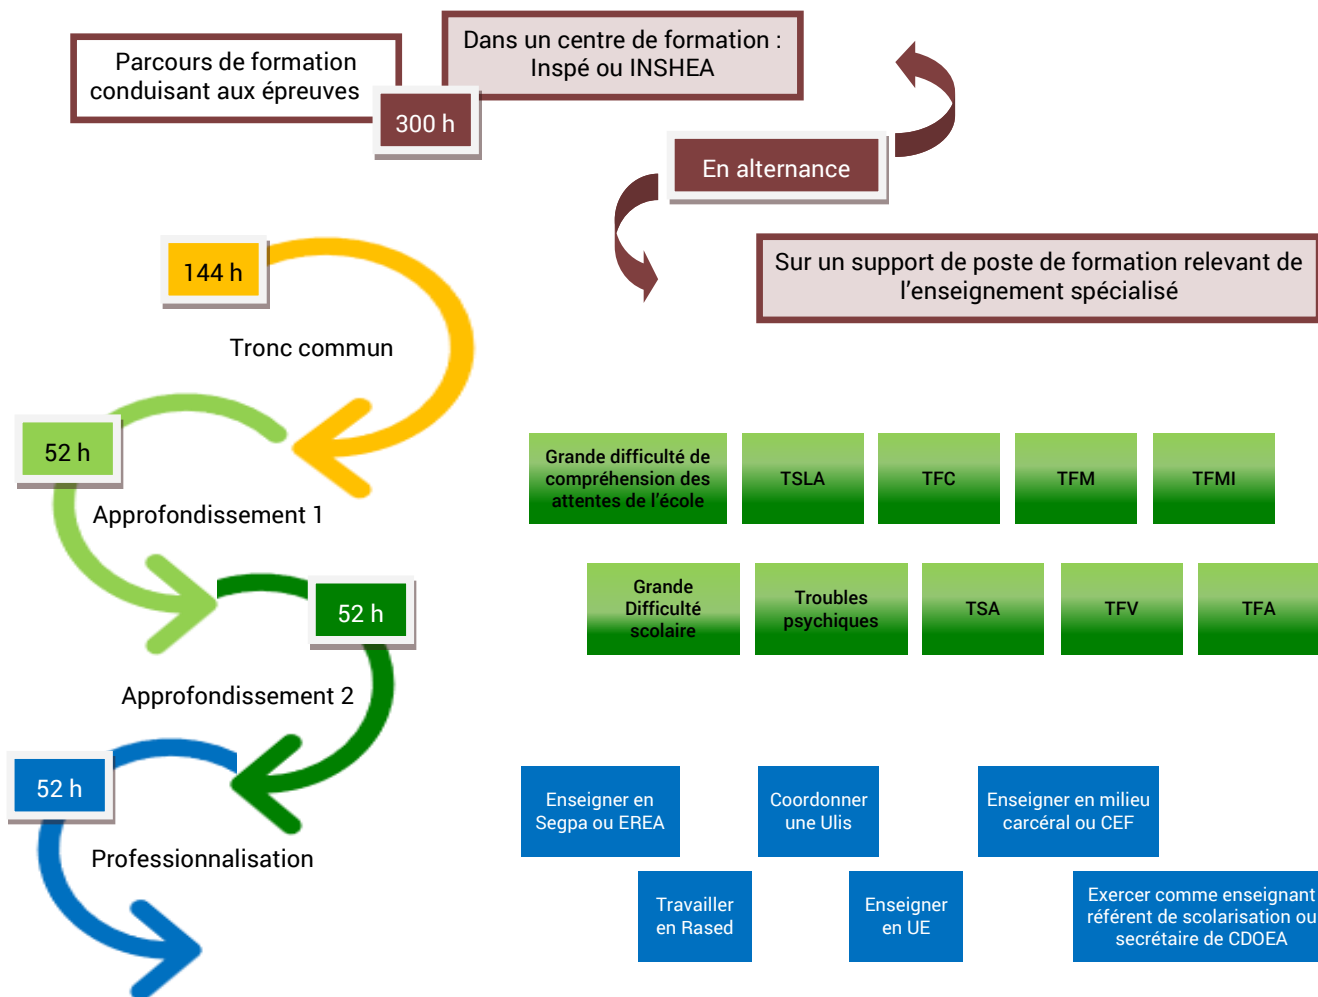 Parcours de formation
conduisant aux épreuves
300 h
Dans un centre de formation :
Inspé ou INSHEA
En alternance
Sur un support de poste de formation relevant de
l'enseignement spécialisé
144 h
Tronc commun
52 h
Approfondissement 1
Grande difficulté de
compréhension des
attentes de l'école
TSLA
TFC
TFM
TFMI
52 h
Approfondissement 2
Grande
Difficulté
scolaire
Troubles
psychiques
TSA
TFV
TFA
52 h
Professionnalisation
Enseigner en
Segpa ou EREA
Coordonner
une Ulis
Enseigner en milieu
carcéral ou CEF
Travailler
en Rased
Enseigner
en UE
Exercer comme enseignant
référent de scolarisation ou
secrétaire de CDOEA